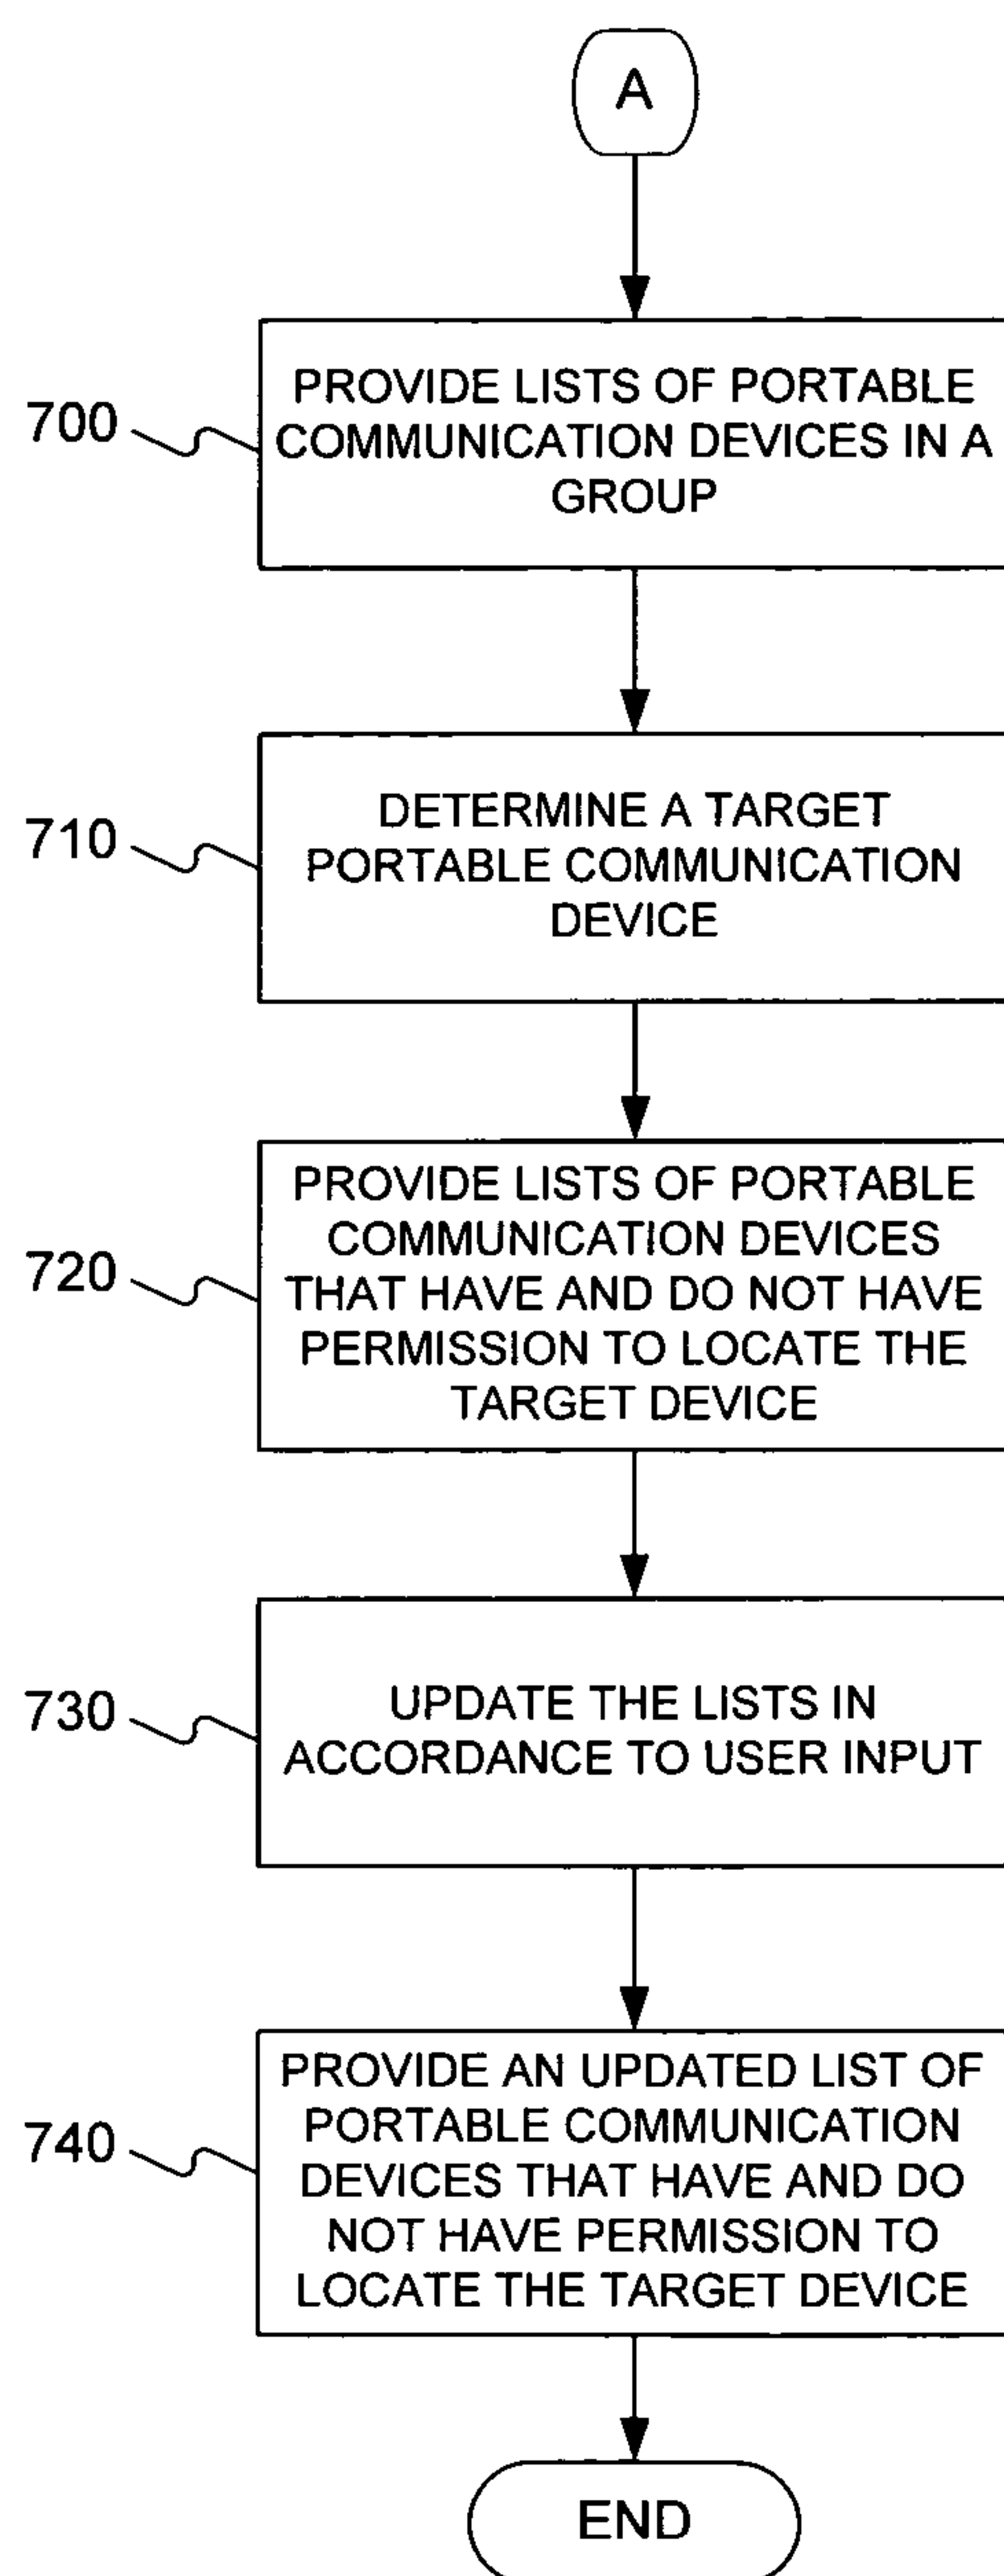 A
700
PROVIDE LISTS OF PORTABLE
COMMUNICATION DEVICES IN A
GROUP
710
DETERMINE A TARGET
PORTABLE COMMUNICATION
DEVICE
720
PROVIDE LISTS OF PORTABLE
COMMUNICATION DEVICES
THAT HAVE AND DO NOT HAVE
PERMISSION TO LOCATE THE
TARGET DEVICE
730
UPDATE THE LISTS IN
ACCORDANCE TO USER INPUT
740
PROVIDE AN UPDATED LIST OF
PORTABLE COMMUNICATION
DEVICES THAT HAVE AND DO
NOT HAVE PERMISSION TO
LOCATE THE TARGET DEVICE
END